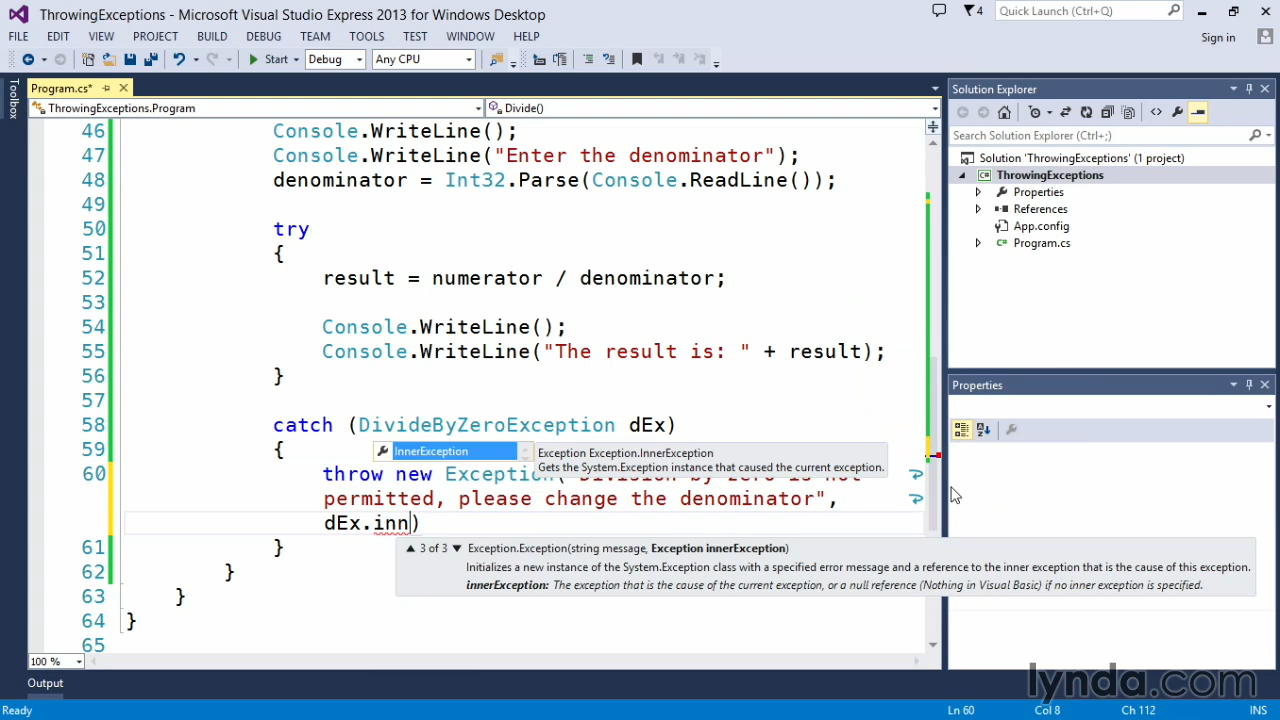 ThrowingExceptions - Microsoft Visual Studio Express 2013 for Windows Desktop
4
Quick Launch (Ctrl+Q)
FILE EDIT VIEW PROJECT BUILD DEBUG TEAM TOOLS TEST WINDOW HELP
Sign in
Start Debug Any CPU
Toolbox
Program.cs*
ThrowingExceptions.Program
Divide()
46 Console.WriteLine();
47 Console.WriteLine("Enter the denominator");
48 denominator = Int32.Parse(Console.ReadLine());
49
50 try
51 {
52 result = numerator / denominator;
53
54 Console.WriteLine();
55 Console.WriteLine("The result is: " + result);
56 }
57
58 catch (DivideByZeroException dEx)
59 {
InnerException
Exception Exception.InnerException
Gets the System.Exception instance that caused the current exception.
60 throw new Exception("Division by zero is not
permitted, please change the denominator",
dEx.inn)
3 of 3 Exception.Exception(string message, Exception innerException)
Initializes a new instance of the System.Exception class with a specified error message and a reference to the inner exception that is the cause of this exception.
innerException: The exception that is the cause of the current exception, or a null reference (Nothing in Visual Basic) if no inner exception is specified.
61 }
62 }
63 }
64 }
65
100 %
Solution Explorer
Search Solution Explorer (Ctrl+;)
Solution 'ThrowingExceptions' (1 project)
C# ThrowingExceptions
Properties
References
App.config
C# Program.cs
Properties
lynda.com
Output
Ready
Ln 60 Col 8 Ch 112 INS